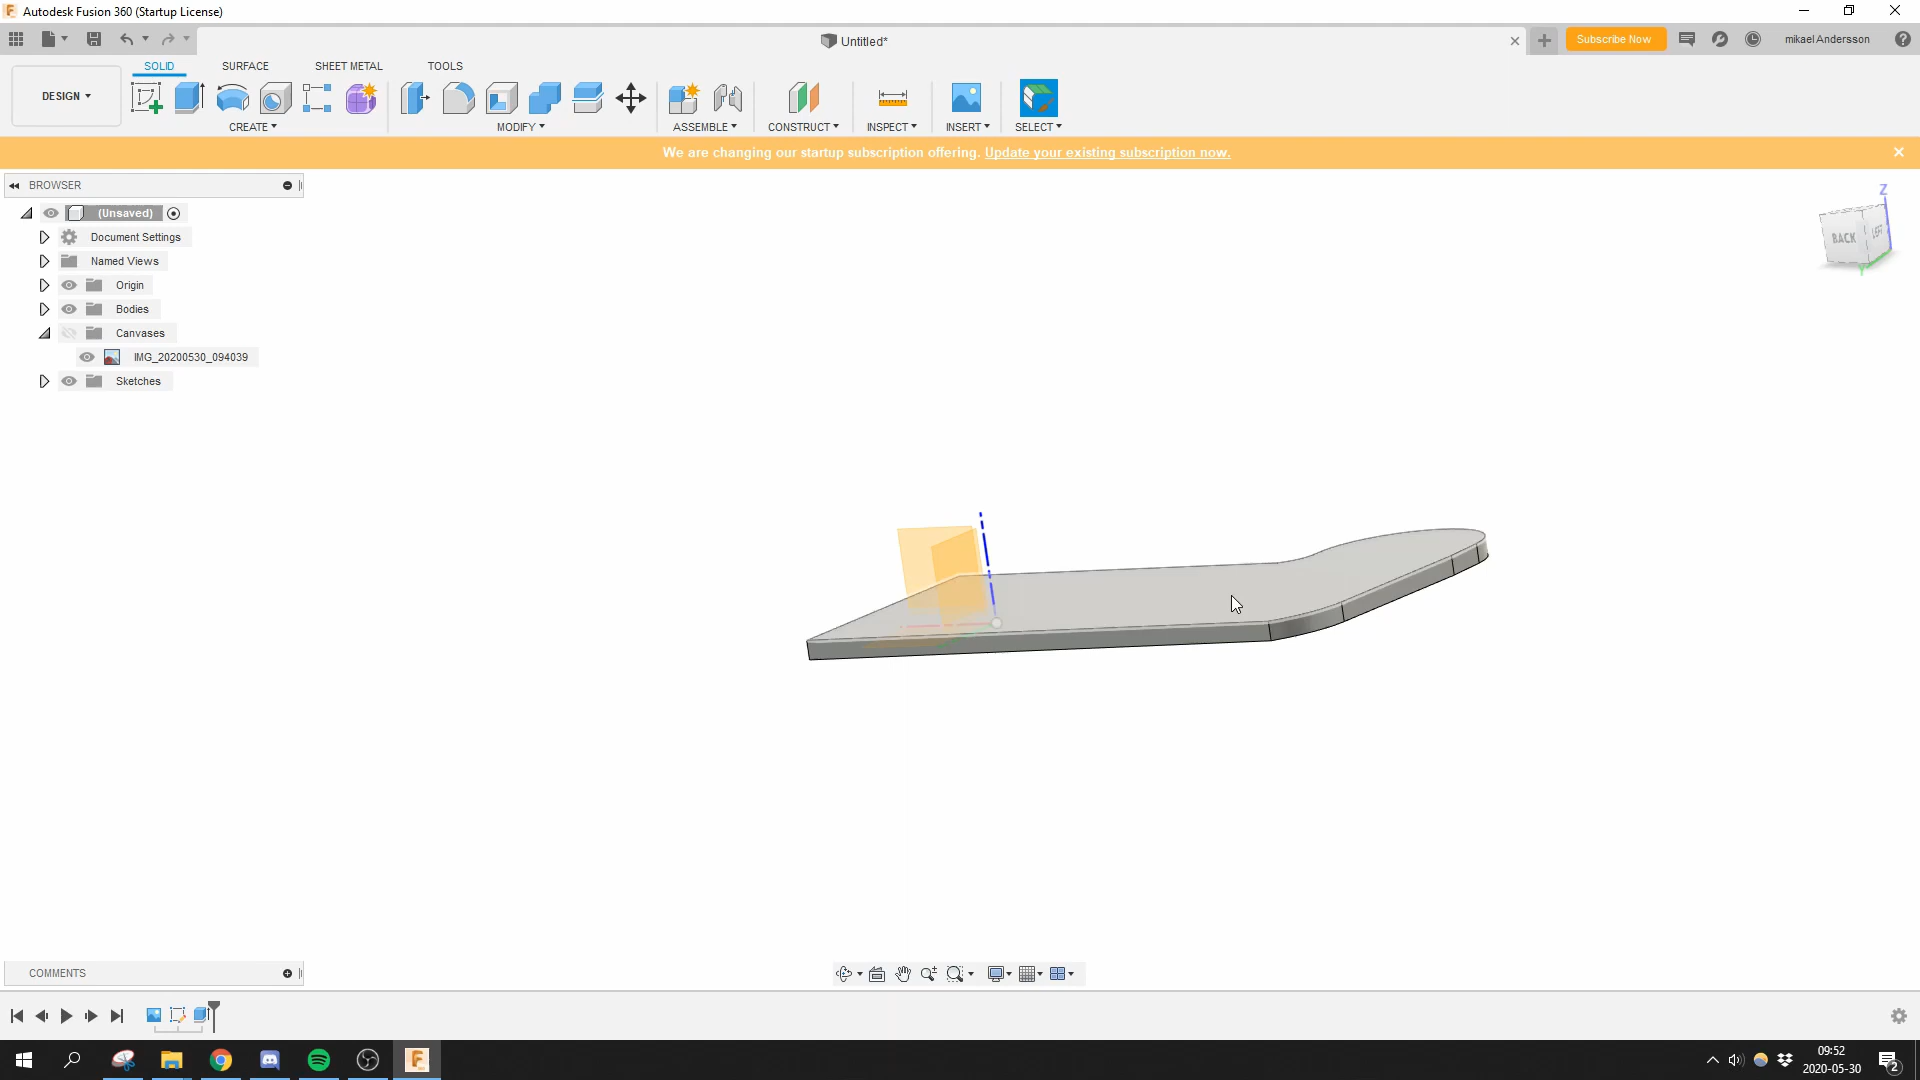 Autodesk Fusion 360 (Startup License)
Untitled*
Subscribe Now
mikael Andersson
DESIGN
SOLID
SURFACE
SHEET METAL
TOOLS
CREATE
MODIFY
ASSEMBLE
CONSTRUCT
INSPECT
INSERT
SELECT
We are changing our startup subscription offering. Update your existing subscription now.
BROWSER
(Unsaved)
Document Settings
Named Views
Origin
Bodies
Canvases
IMG_20200530_094039
Sketches
Z
BACK
LEFT
Y
COMMENTS
09:52
2020-05-30
2